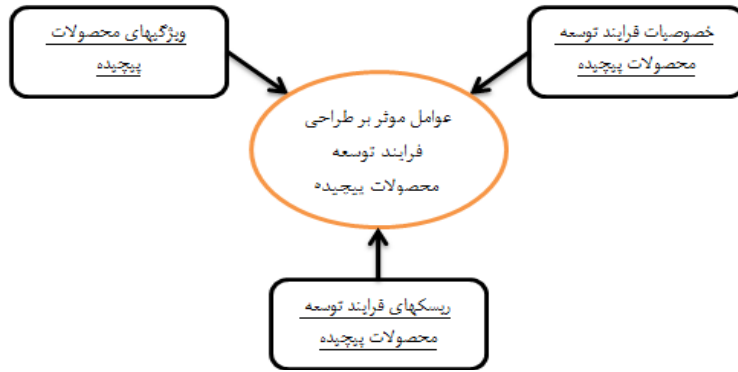 خصوصیات فرایند توسعه
محصولات پیچیده
ویژگیهای محصولات
پیچیده
عوامل موثر بر طراحی
فرایند توسعه
محصولات پیچیده
ریسکهای فرایند توسعه
محصولات پیچیده